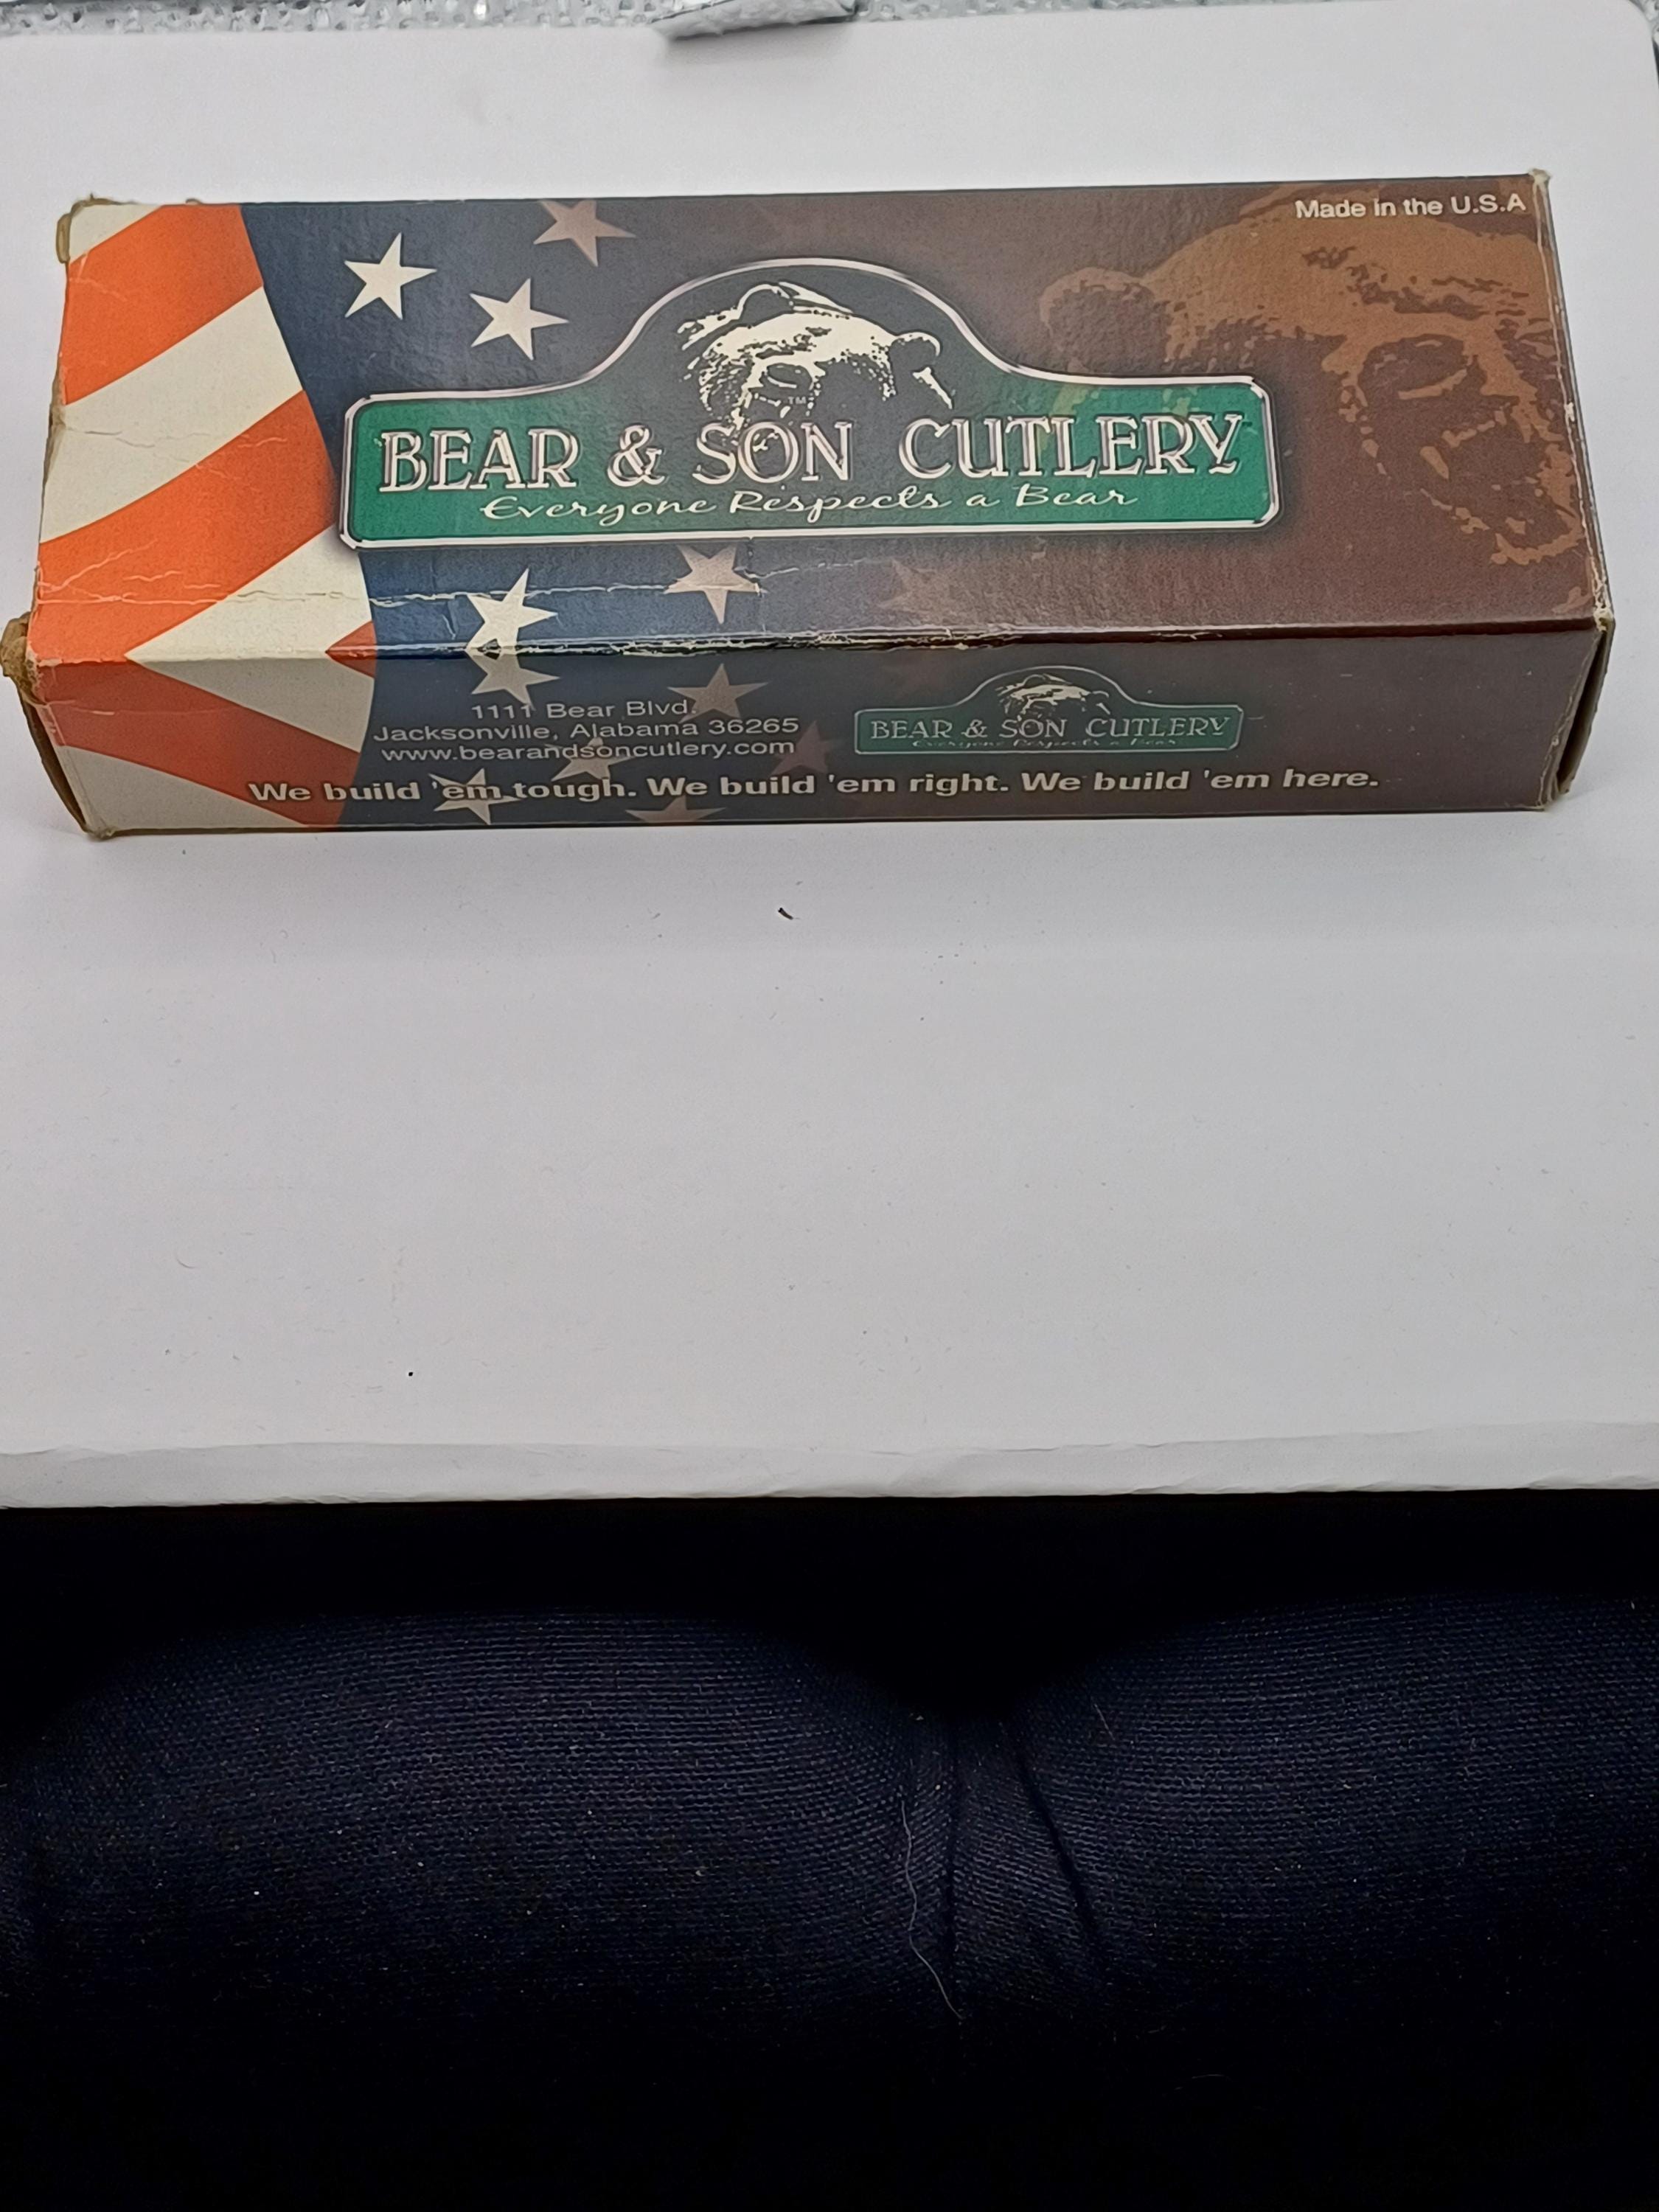 Made in the U.S.A
TM
BEAR & SON CUTLERY
Everyone Respects a Bear
1111 Bear Blvd.
Jacksonville, Alabama 36265
www.bearandsoncutlery.com
BEAR & SON CUTLERY
Everyone Respects a Bear
We build 'em tough. We build 'em right. We build 'em here.